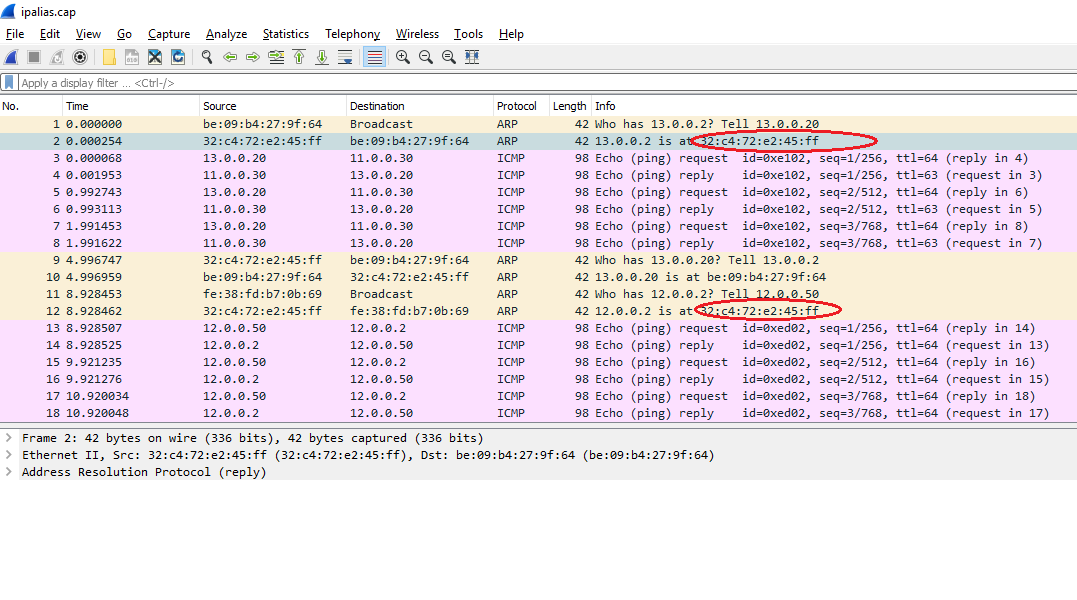 ipalias.cap
File Edit View Go Capture Analyze Statistics Telephony Wireless Tools Help
Apply a display filter ... <Ctrl-/>
No. Time Source Destination Protocol Length Info
1 0.000000 be:09:b4:27:9f:64 Broadcast ARP 42 Who has 13.0.0.2? Tell 13.0.0.20
2 0.000254 32:c4:72:e2:45:ff be:09:b4:27:9f:64 ARP 42 13.0.0.2 is at 32:c4:72:e2:45:ff
3 0.000068 13.0.0.20 11.0.0.30 ICMP 98 Echo (ping) request id=0xe102, seq=1/256, ttl=64 (reply in 4)
4 0.001953 11.0.0.30 13.0.0.20 ICMP 98 Echo (ping) reply id=0xe102, seq=1/256, ttl=63 (request in 3)
5 0.992743 13.0.0.20 11.0.0.30 ICMP 98 Echo (ping) request id=0xe102, seq=2/512, ttl=64 (reply in 6)
6 0.993113 11.0.0.30 13.0.0.20 ICMP 98 Echo (ping) reply id=0xe102, seq=2/512, ttl=63 (request in 5)
7 1.991453 13.0.0.20 11.0.0.30 ICMP 98 Echo (ping) request id=0xe102, seq=3/768, ttl=64 (reply in 8)
8 1.991622 11.0.0.30 13.0.0.20 ICMP 98 Echo (ping) reply id=0xe102, seq=3/768, ttl=63 (request in 7)
9 4.996747 32:c4:72:e2:45:ff be:09:b4:27:9f:64 ARP 42 Who has 13.0.0.20? Tell 13.0.0.2
10 4.996959 be:09:b4:27:9f:64 32:c4:72:e2:45:ff ARP 42 13.0.0.20 is at be:09:b4:27:9f:64
11 8.928453 fe:38:fd:b7:0b:69 Broadcast ARP 42 Who has 12.0.0.2? Tell 12.0.0.50
12 8.928462 32:c4:72:e2:45:ff fe:38:fd:b7:0b:69 ARP 42 12.0.0.2 is at 32:c4:72:e2:45:ff
13 8.928507 12.0.0.50 12.0.0.2 ICMP 98 Echo (ping) request id=0xed02, seq=1/256, ttl=64 (reply in 14)
14 8.928525 12.0.0.2 12.0.0.50 ICMP 98 Echo (ping) reply id=0xed02, seq=1/256, ttl=64 (request in 13)
15 9.921235 12.0.0.50 12.0.0.2 ICMP 98 Echo (ping) request id=0xed02, seq=2/512, ttl=64 (reply in 16)
16 9.921276 12.0.0.2 12.0.0.50 ICMP 98 Echo (ping) reply id=0xed02, seq=2/512, ttl=64 (request in 15)
17 10.920034 12.0.0.50 12.0.0.2 ICMP 98 Echo (ping) request id=0xed02, seq=3/768, ttl=64 (reply in 18)
18 10.920048 12.0.0.2 12.0.0.50 ICMP 98 Echo (ping) reply id=0xed02, seq=3/768, ttl=64 (request in 17)
Frame 2: 42 bytes on wire (336 bits), 42 bytes captured (336 bits)
Ethernet II, Src: 32:c4:72:e2:45:ff (32:c4:72:e2:45:ff), Dst: be:09:b4:27:9f:64 (be:09:b4:27:9f:64)
Address Resolution Protocol (reply)